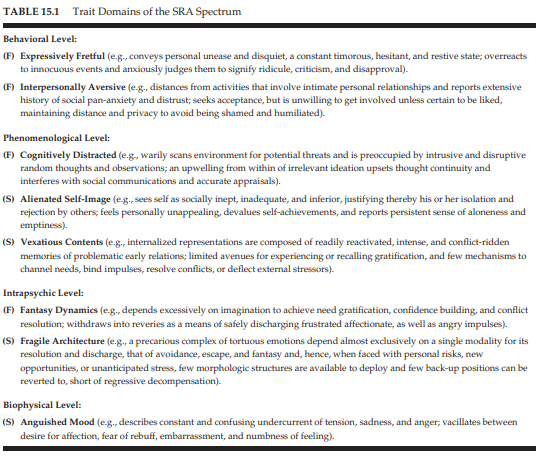 TABLE 15.1 Trait Domains of the SRA Spectrum
Behavioral Level:
(F) Expressively Fretful (e.g., conveys personal unease and disquiet, a constant timorous, hesitant, and restive state; overreacts
to innocuous events and anxiously judges them to signify ridicule, criticism, and disapproval).
(F) Interpersonally Aversive (e.g., distances from activities that involve intimate personal relationships and reports extensive
history of social pan-anxiety and distrust; seeks acceptance, but is unwilling to get involved unless certain to be liked,
maintaining distance and privacy to avoid being shamed and humiliated).
Phenomenological Level:
(F) Cognitively Distracted (e.g., warily scans environment for potential threats and is preoccupied by intrusive and disruptive
random thoughts and observations; an upwelling from within of irrelevant ideation upsets thought continuity and
interferes with social communications and accurate appraisals).
(S) Alienated Self-Image (e.g., sees self as socially inept, inadequate, and inferior, justifying thereby his or her isolation and
rejection by others; feels personally unappealing, devalues self-achievements, and reports persistent sense of aloneness and
emptiness).
(S) Vexatious Contents (e.g., internalized representations are composed of readily reactivated, intense, and conflict-ridden
memories of problematic early relations; limited avenues for experiencing or recalling gratification, and few mechanisms to
channel needs, bind impulses, resolve conflicts, or deflect external stressors).
Intrapsychic Level:
(F) Fantasy Dynamics (e.g., depends excessively on imagination to achieve need gratification, confidence building, and conflict
resolution; withdraws into reveries as a means of safely discharging frustrated affectionate, as well as angry impulses).
(S) Fragile Architecture (e.g., a precarious complex of tortuous emotions depend almost exclusively on a single modality for its
resolution and discharge, that of avoidance, escape, and fantasy and, hence, when faced with personal risks, new
opportunities, or unanticipated stress, few morphologic structures are available to deploy and few back-up positions can be
reverted to, short of regressive decompensation).
Biophysical Level:
(S) Anguished Mood (e.g., describes constant and confusing undercurrent of tension, sadness, and anger; vacillates between
desire for affection, fear of rebuff, embarrassment, and numbness of feeling).